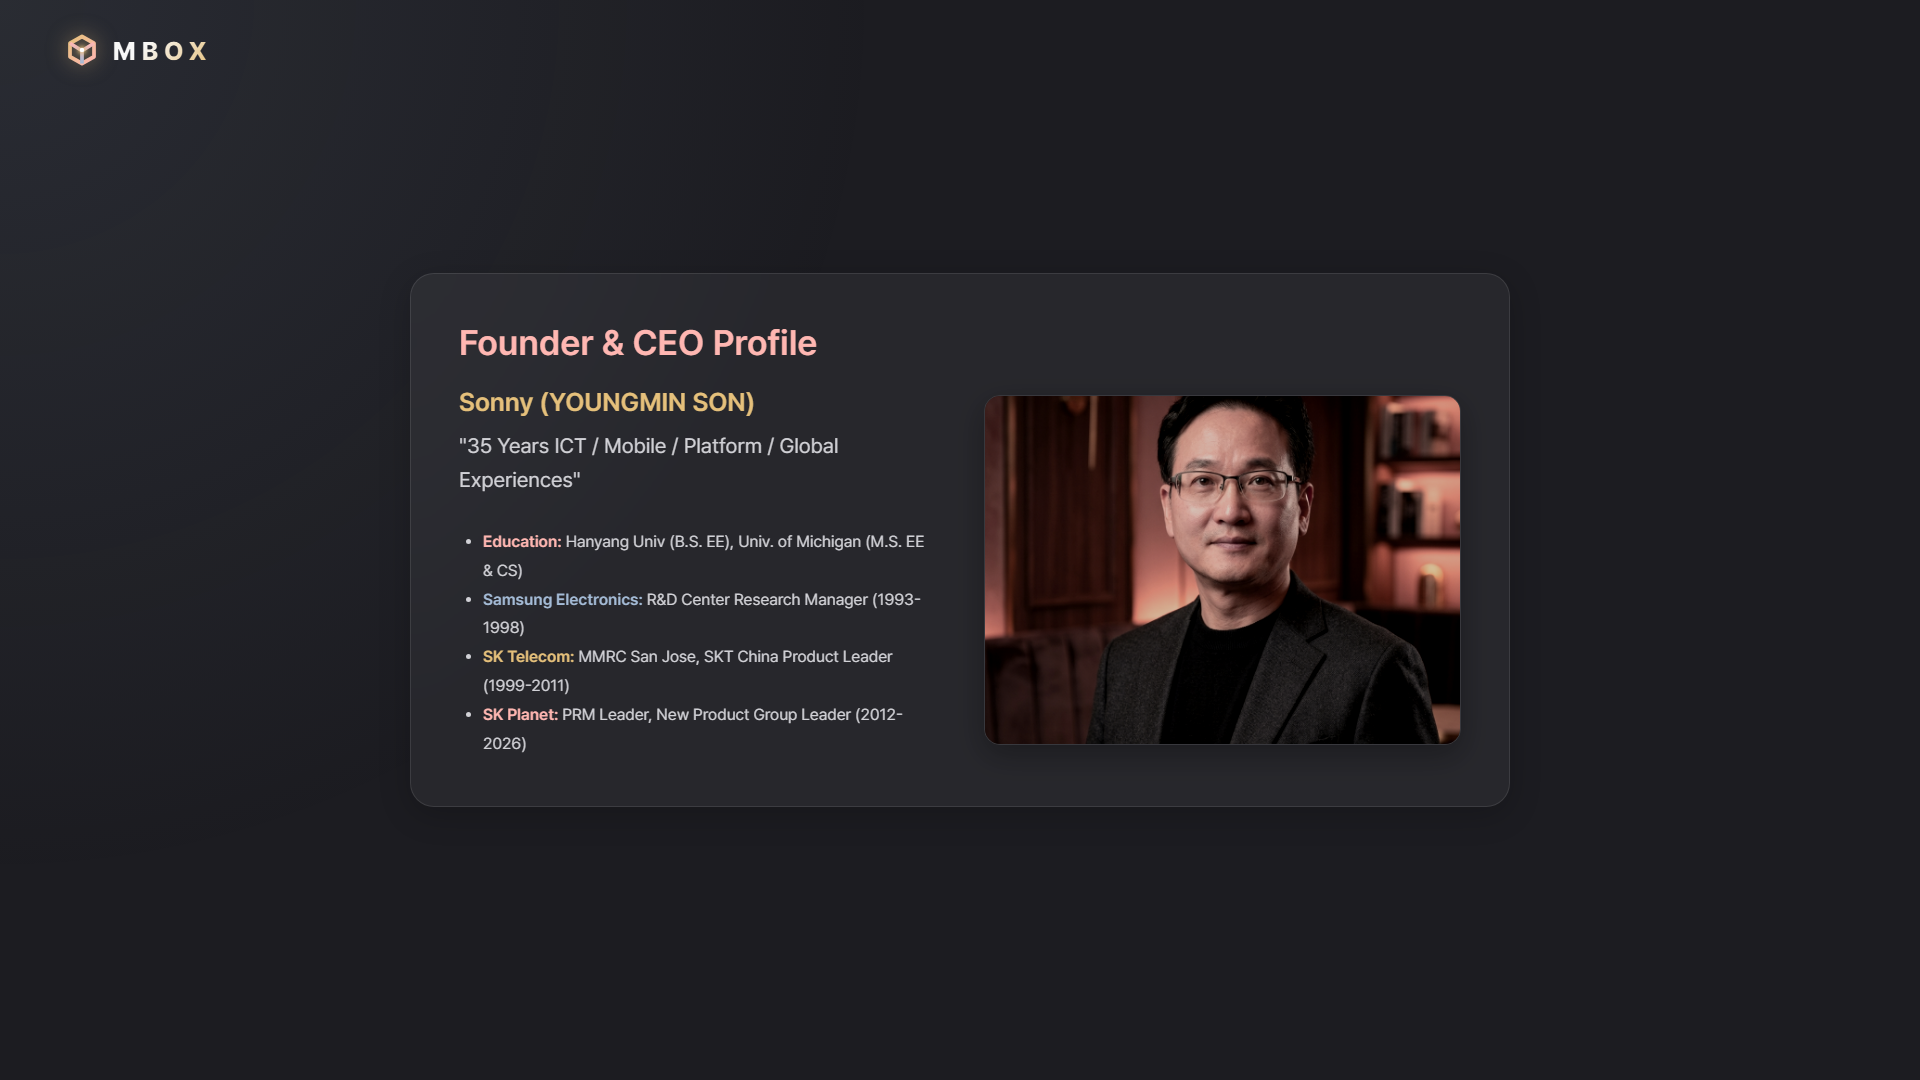 MBOX
Founder & CEO Profile
Sonny (YOUNGMIN SON)
"35 Years ICT / Mobile / Platform / Global
Experiences"
• Education: Hanyang Univ (B.S. EE), Univ. of Michigan (M.S. EE
& CS)
• Samsung Electronics: R&D Center Research Manager (1993-
1998)
• SK Telecom: MMRC San Jose, SKT China Product Leader
(1999-2011)
• SK Planet: PRM Leader, New Product Group Leader (2012-
2026)